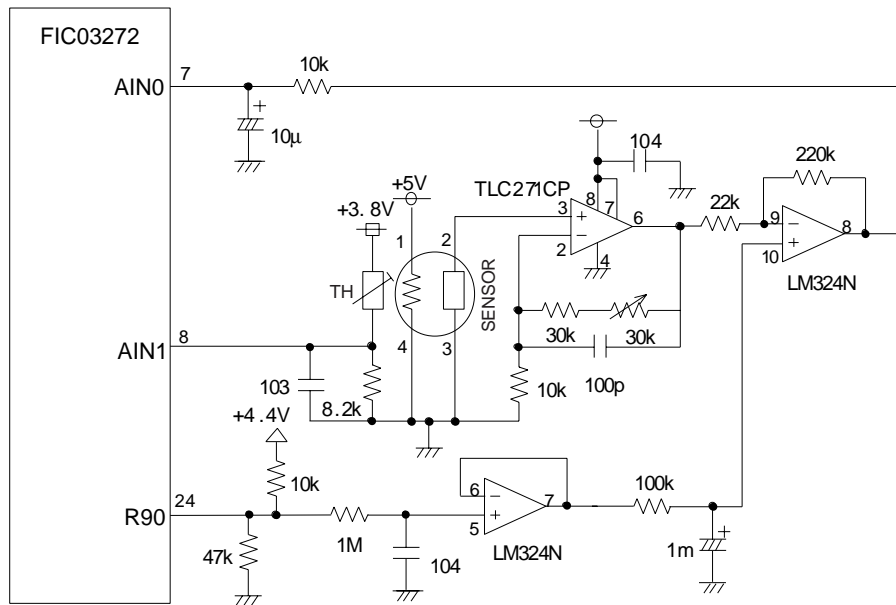 FIC03272
7
10k
AIN0
+
10µ
104
220k
+5V
TLC271CP
8
7
22k
+3.8V
3
+
6
9
−
8
1
2
2
−
4
+
10
LM324N
TH
SENSOR
30k
30k
8
4
3
AIN1
100p
103
10k
8.2k
+4.4V
10k
6
−
7
100k
24
R90
5
+
1M
+
47k
104
LM324N
1m